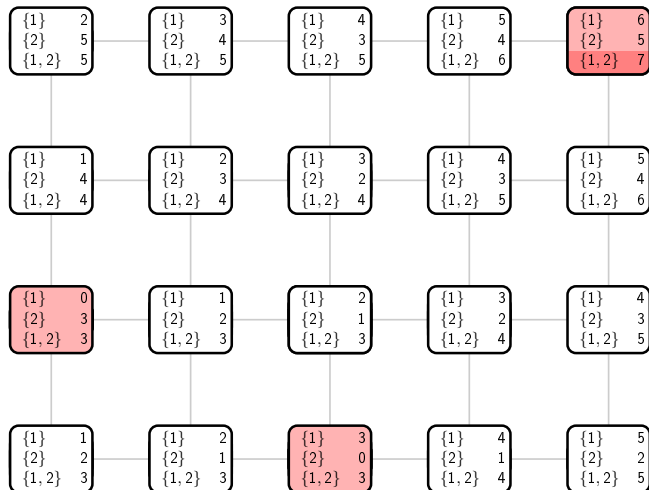 {1} 2
{2} 5
{1, 2} 5
{1} 3
{2} 4
{1, 2} 5
{1} 4
{2} 3
{1, 2} 5
{1} 5
{2} 4
{1, 2} 6
{1} 6
{2} 5
{1, 2} 7
{1} 1
{2} 4
{1, 2} 4
{1} 2
{2} 3
{1, 2} 4
{1} 3
{2} 2
{1, 2} 4
{1} 4
{2} 3
{1, 2} 5
{1} 5
{2} 4
{1, 2} 6
{1} 0
{2} 3
{1, 2} 3
{1} 1
{2} 2
{1, 2} 3
{1} 2
{2} 1
{1, 2} 3
{1} 3
{2} 2
{1, 2} 4
{1} 4
{2} 3
{1, 2} 5
{1} 1
{2} 2
{1, 2} 3
{1} 2
{2} 1
{1, 2} 3
{1} 3
{2} 0
{1, 2} 3
{1} 4
{2} 1
{1, 2} 4
{1} 5
{2} 2
{1, 2} 5